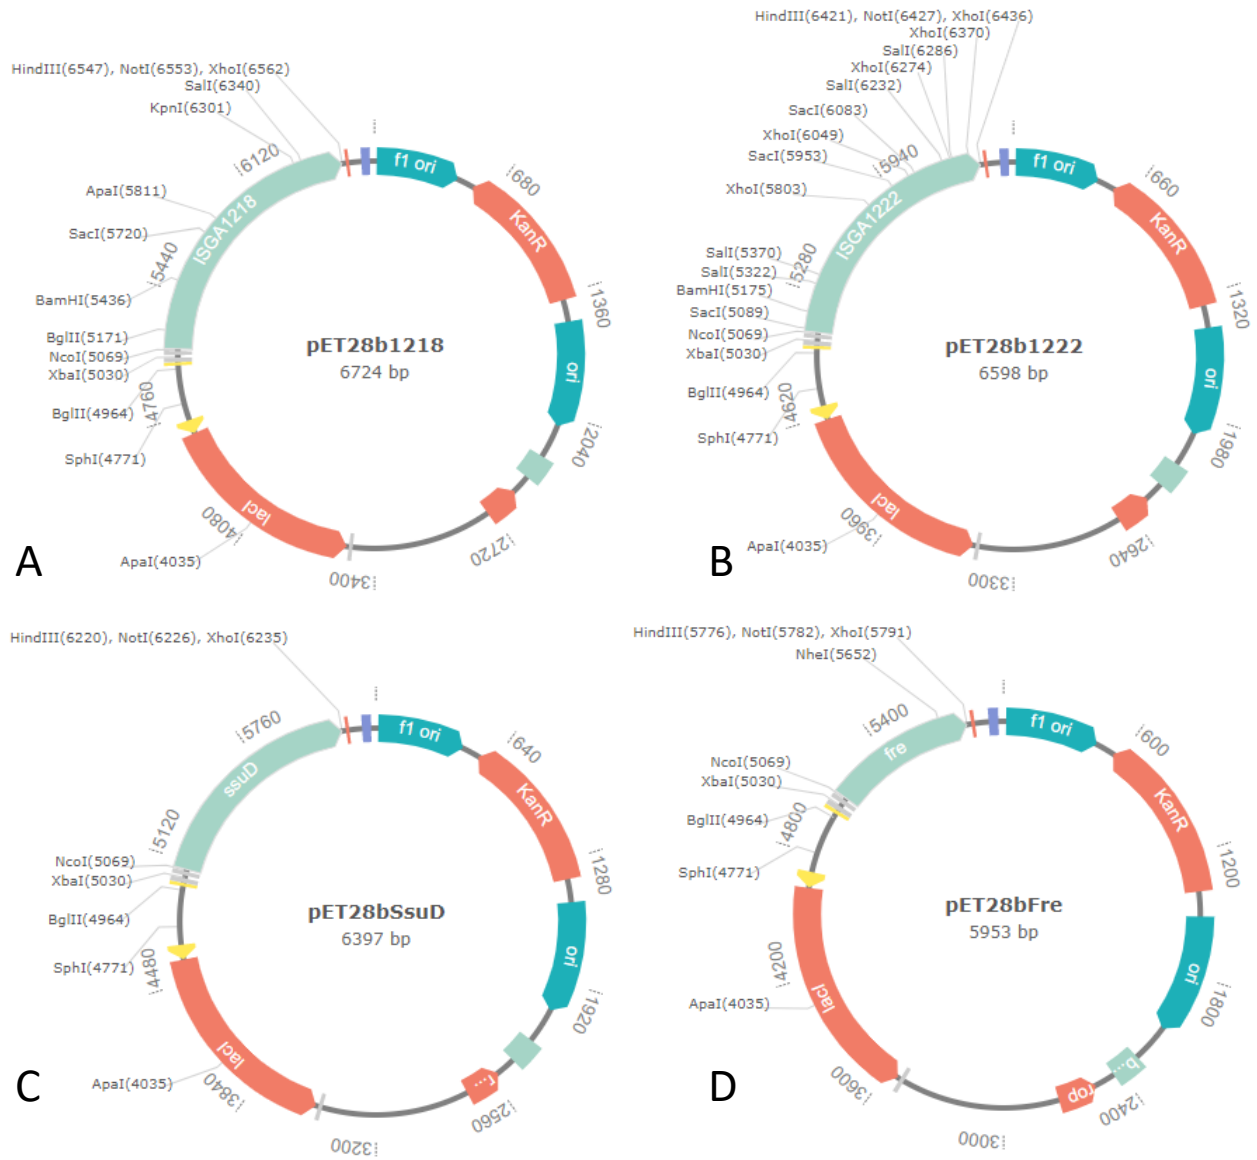 HindIII(6547), NotI(6553), XhoI(6562)
SalI(6340)
KpnI(6301)
ApaI(5811)
SacI(5720)
BamHI(5436)
BglII(5171)
NcoI(5069)
XbaI(5030)
BglII(4964)
SphI(4771)
ApaI(4035)
f1 ori
KanR
ori
lacI
ISGA1218
680
1360
2040
2720
3400
4080
4760
5440
6120
pET28b1218
6724 bp
A
HindIII(6421), NotI(6427), XhoI(6436)
XhoI(6370)
SalI(6286)
XhoI(6274)
SalI(6232)
SacI(6083)
XhoI(6049)
SacI(5953)
XhoI(5803)
SalI(5370)
SalI(5322)
BamHI(5175)
SacI(5089)
NcoI(5069)
XbaI(5030)
BglII(4964)
SphI(4771)
ApaI(4035)
f1 ori
KanR
ori
lacI
ISGA1222
660
1320
1980
2640
3300
3960
4620
5280
5940
pET28b1222
6598 bp
B
HindIII(6220), NotI(6226), XhoI(6235)
NcoI(5069)
XbaI(5030)
BglII(4964)
SphI(4771)
ApaI(4035)
f1 ori
KanR
ori
r...
lacI
ssuD
640
1280
1920
2560
3200
3840
4480
5120
5760
pET28bSsuD
6397 bp
C
HindIII(5776), NotI(5782), XhoI(5791)
NheI(5652)
NcoI(5069)
XbaI(5030)
BglII(4964)
SphI(4771)
ApaI(4035)
f1 ori
KanR
ori
b...
rop
lacI
fre
600
1200
1800
2400
3000
3600
4200
4800
5400
pET28bFre
5953 bp
D